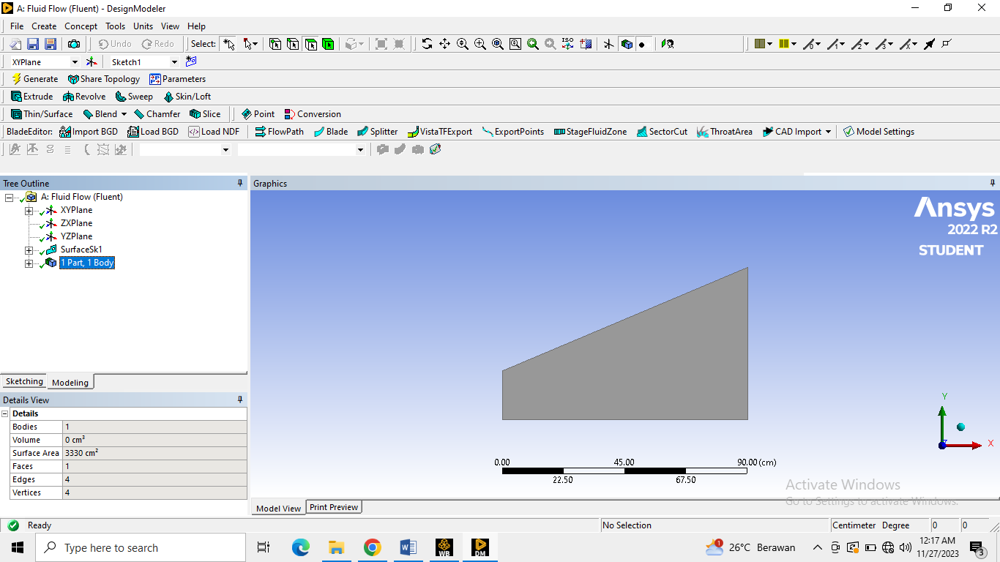 A: Fluid Flow (Fluent) - DesignModeler
File Create Concept Tools Units View Help
Undo Redo Select: ISO
XYPlane Sketch1
Generate Share Topology Parameters
Extrude Revolve Sweep Skin/Loft
Thin/Surface Blend Chamfer Slice Point Conversion
BladeEditor: Import BGD Load BGD Load NDF FlowPath Blade Splitter VistaTFExport ExportPoints StageFluidZone SectorCut ThroatArea CAD Import Model Settings
Tree Outline
A: Fluid Flow (Fluent)
XYPlane
ZXPlane
YZPlane
SurfaceSk1
1 Part, 1 Body
Sketching Modeling
Details View
Details
Bodies 1
Volume 0 cm³
Surface Area 3330 cm²
Faces 1
Edges 4
Vertices 4
Graphics
Ansys
2022 R2
STUDENT
Y
X
0.00 45.00 90.00 (cm)
22.50 67.50
Activate Windows
Go to Settings to activate Windows.
Model View Print Preview
Ready No Selection Centimeter Degree 0 0
Type here to search
W WB DM
1 26°C Berawan
12:17 AM
11/27/2023
3